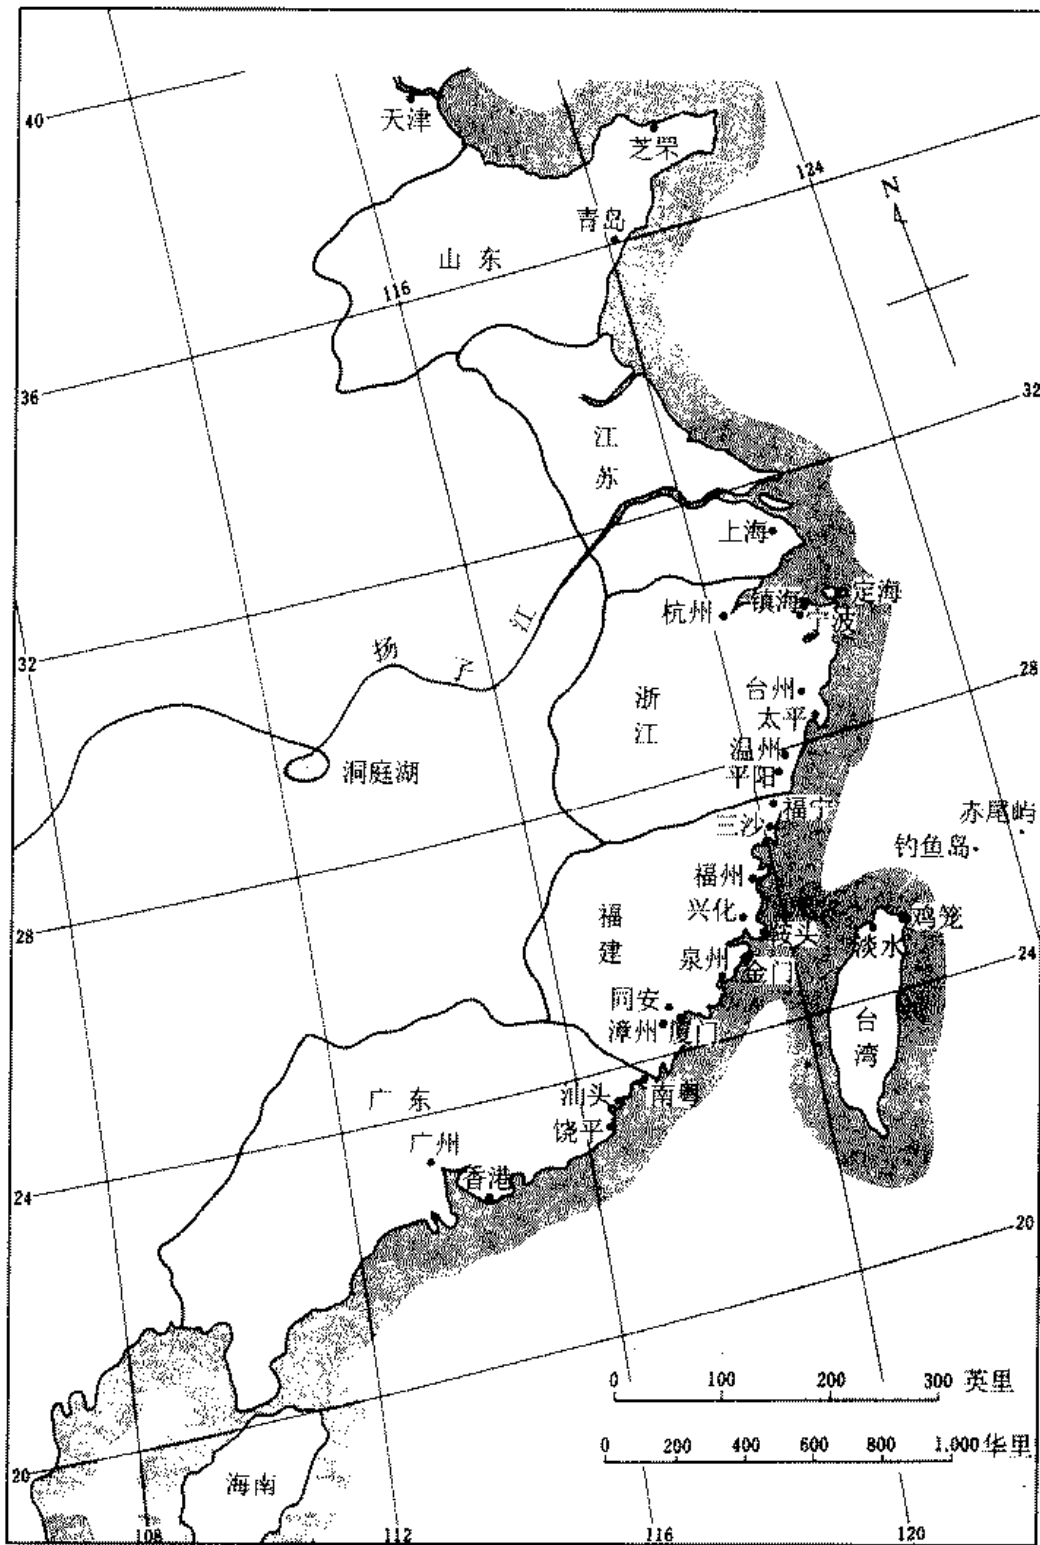 40
天津
芝罘
124
N
青岛
山东
116
36
32
江苏
上海
镇海
定海
杭州
宁波
扬子江
32
28
台州
浙江
太平
温州
洞庭湖
平阳
福宁
赤尾屿
三沙
钓鱼岛
福州
28
福建
兴化
鸡笼
鞍头
淡水
泉州
金门
24
同安
漳州
厦门
台湾
广东
汕头
南粤
广州
饶平
香港
24
20
0 100 200 300 英里
0 200 400 600 800 1,000 华里
20
海南
108
112
116
120